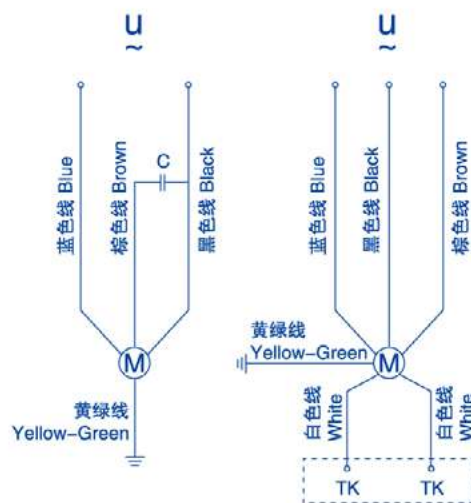 u
~
蓝色线 Blue
棕色线 Brown
C
黑色线 Black
M
黄绿线
Yellow-Green
u
~
蓝色线 Blue
黑色线 Black
棕色线 Brown
黄绿线
Yellow-Green
M
白色线
White
白色线
White
TK
TK